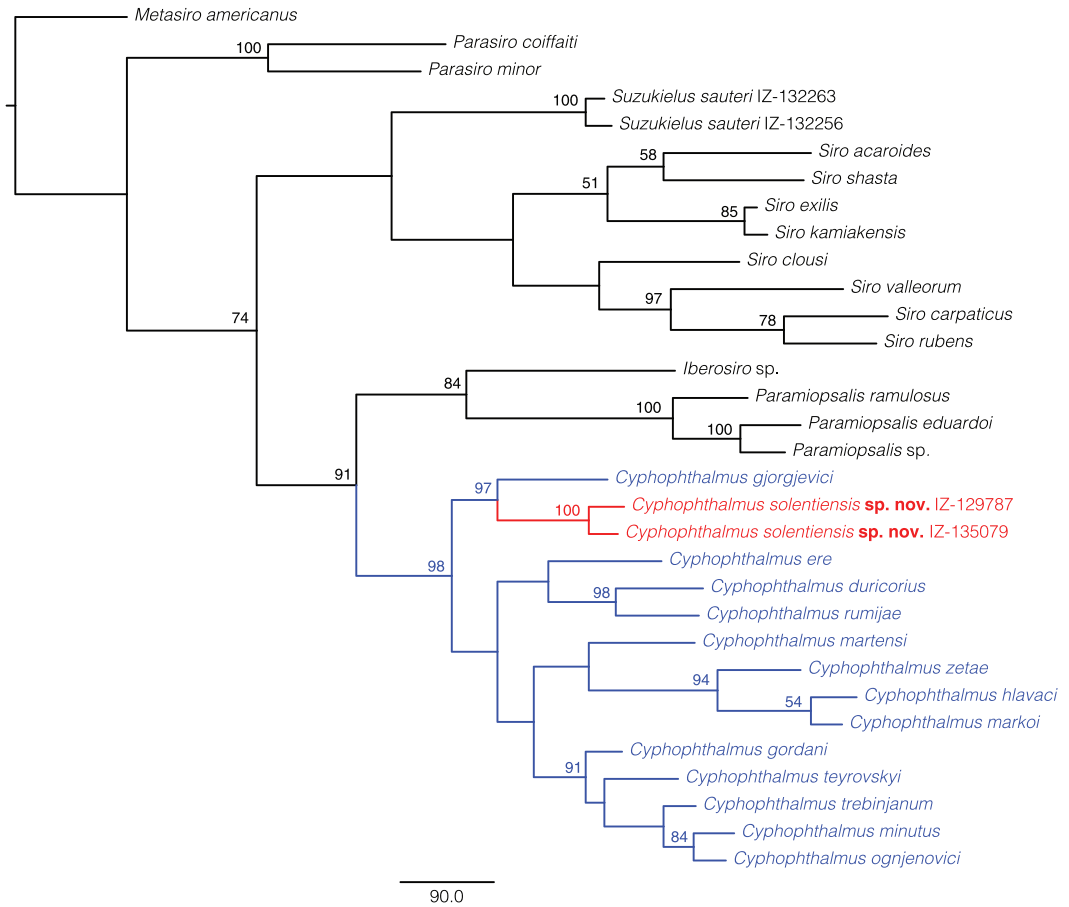 Metasiro americanus
100
Parasiro coiffaiti
Parasiro minor
100
Suzukielus sauteri IZ-132263
Suzukielus sauteri IZ-132256
58
Siro acaroides
Siro shasta
51
85
Siro exilis
Siro kamiakensis
Siro clousi
97
Siro valleorum
78
Siro carpaticus
Siro rubens
74
84
Iberosiro sp.
100
Paramiopsalis ramulosus
100
Paramiopsalis eduardoi
Paramiopsalis sp.
91
97
Cyphophthalmus gjorgjevici
100
Cyphophthalmus solentiensis sp. nov. IZ-129787
Cyphophthalmus solentiensis sp. nov. IZ-135079
98
Cyphophthalmus ere
98
Cyphophthalmus duricorius
Cyphophthalmus rumijae
Cyphophthalmus martensi
94
Cyphophthalmus zetae
54
Cyphophthalmus hlavaci
Cyphophthalmus markoi
91
Cyphophthalmus gordani
Cyphophthalmus teyrovskyi
Cyphophthalmus trebinjanum
84
Cyphophthalmus minutus
Cyphophthalmus ognjenovici
90.0